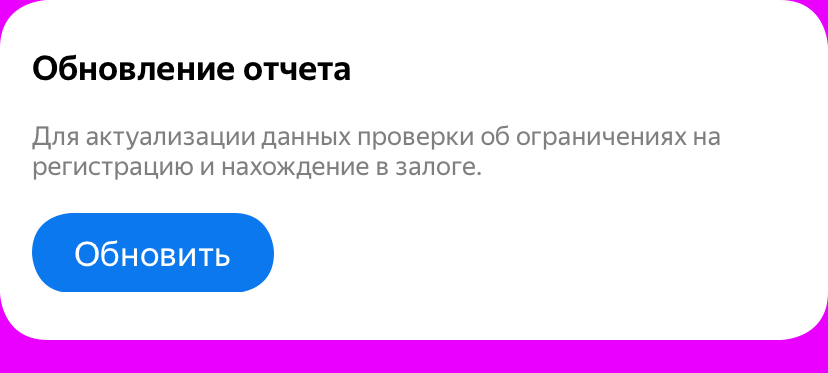 Обновление отчета
Для актуализации данных проверки об ограничениях на
регистрацию и нахождение в залоге.
Обновить